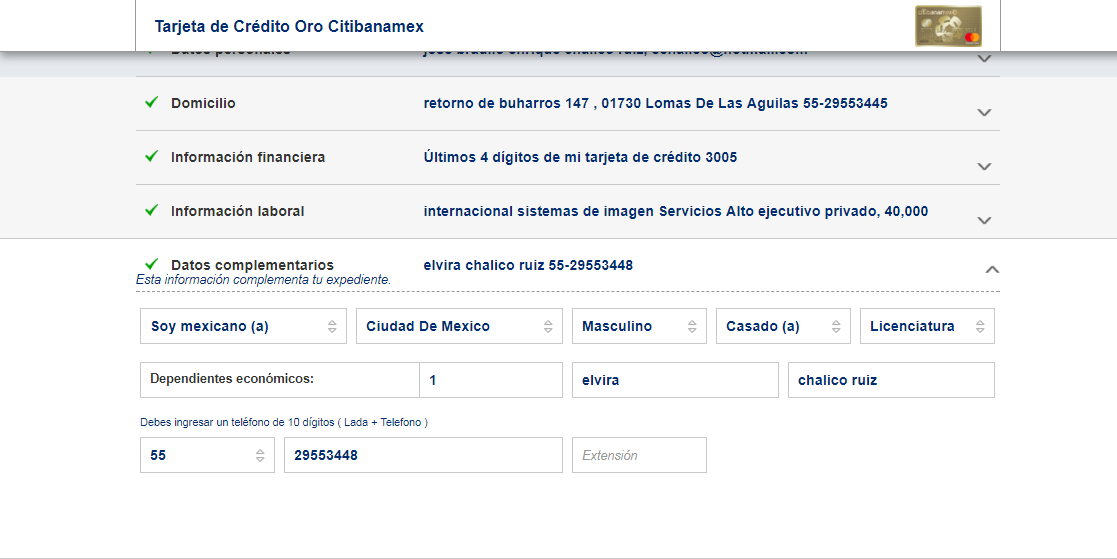 Tarjeta de Crédito Oro Citibanamex
Domicilio retorno de buharros 147 , 01730 Lomas De Las Aguilas 55-29553445
Información financiera Últimos 4 dígitos de mi tarjeta de crédito 3005
Información laboral internacional sistemas de imagen Servicios Alto ejecutivo privado, 40,000
Datos complementarios elvira chalico ruiz 55-29553448
Esta información complementa tu expediente.
Soy mexicano (a) Ciudad De Mexico Masculino Casado (a) Licenciatura
Dependientes económicos: 1 elvira chalico ruiz
Debes ingresar un teléfono de 10 dígitos ( Lada + Telefono )
55 29553448 Extensión